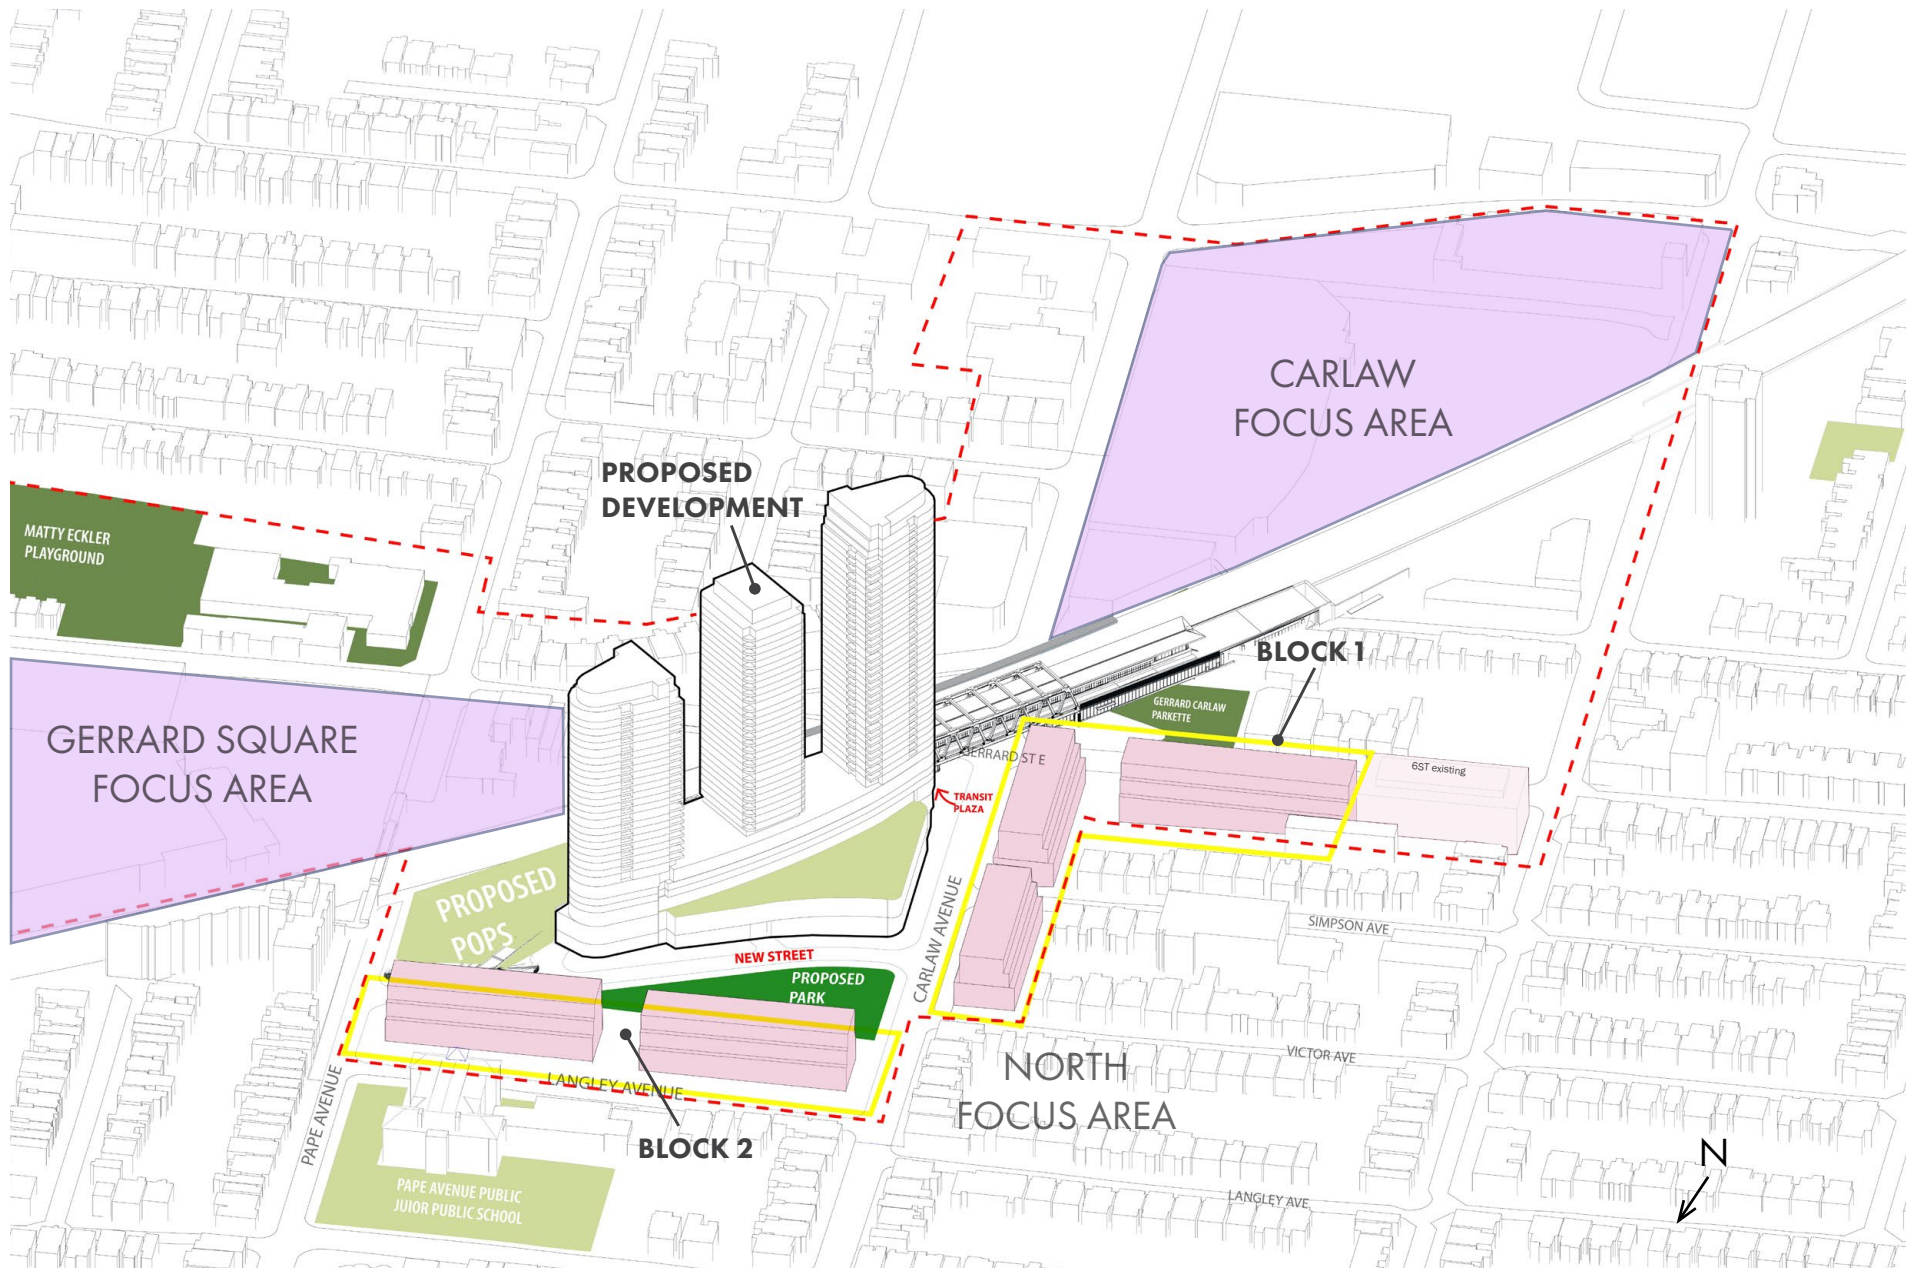 CARLAW
FOCUS AREA
PROPOSED
DEVELOPMENT
MATTY ECKLER
PLAYGROUND
BLOCK 1
GERRARD CARLAW
PARKETTE
GERRARD SQUARE
FOCUS AREA
GERRARD ST E
6ST existing
TRANSIT
PLAZA
PROPOSED
POPS
CARLAW AVENUE
SIMPSON AVE
NEW STREET
PROPOSED
PARK
VICTOR AVE
NORTH
FOCUS AREA
LANGLEY AVENUE
PAPE AVENUE
BLOCK 2
N
PAPE AVENUE PUBLIC
JUIOR PUBLIC SCHOOL
LANGLEY AVE